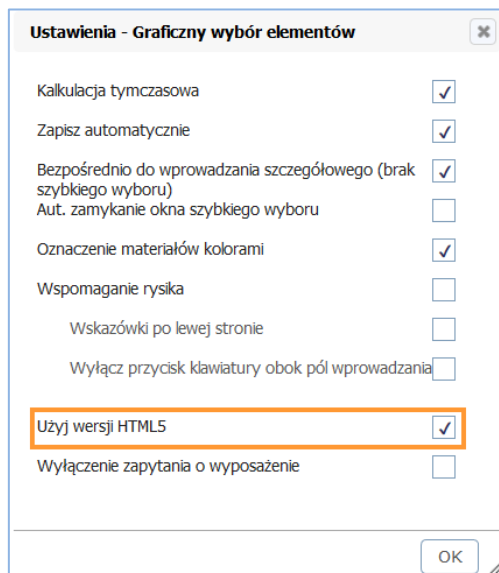 Ustawienia - Graficzny wybór elementów
Kalkulacja tymczasowa
Zapisz automatycznie
Bezpośrednio do wprowadzania szczegółowego (brak
szybkiego wyboru)
Aut. zamykanie okna szybkiego wyboru
Oznaczenie materiałów kolorami
Wspomaganie rysika
Wskazówki po lewej stronie
Wyłącz przycisk klawiatury obok pól wprowadzania
Użyj wersji HTML5
Wyłączenie zapytania o wyposażenie
OK